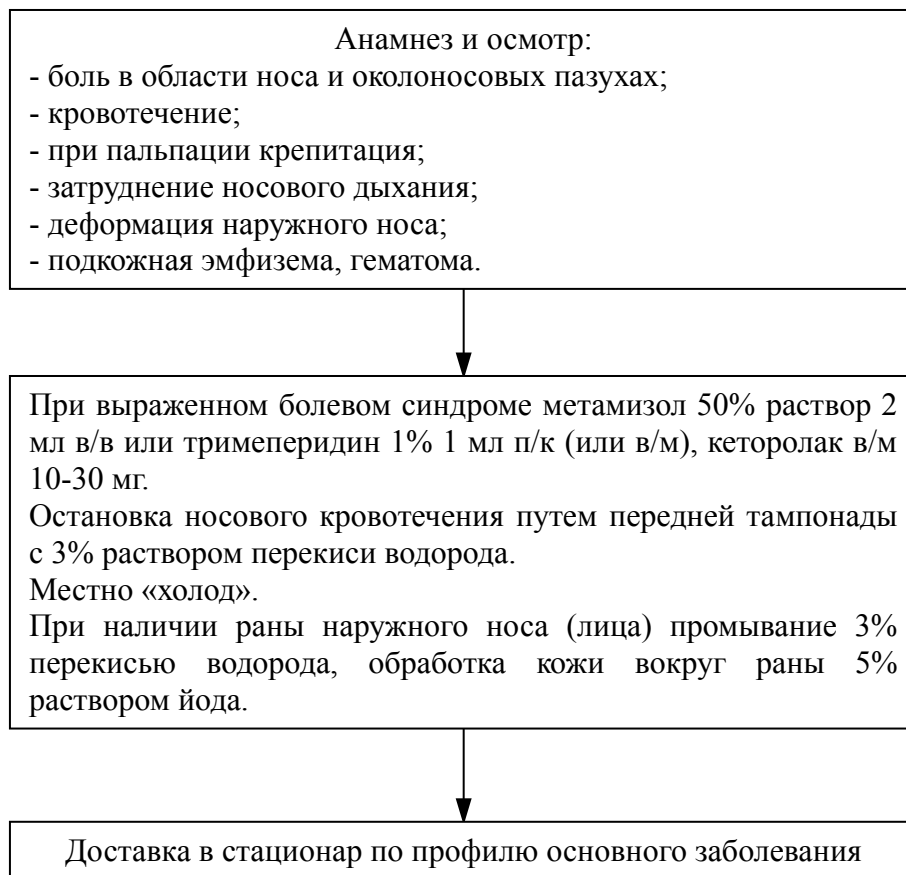 Анамнез и осмотр:
- боль в области носа и околоносовых пазухах;
- кровотечение;
- при пальпации крепитация;
- затруднение носового дыхания;
- деформация наружного носа;
- подкожная эмфизема, гематома.
При выраженном болевом синдроме метамизол 50% раствор 2
мл в/в или тримеперидин 1% 1 мл п/к (или в/м), кеторолак в/м
10-30 мг.
Остановка носового кровотечения путем передней тампонады
с 3% раствором перекиси водорода.
Местно «холод».
При наличии раны наружного носа (лица) промывание 3%
перекисью водорода, обработка кожи вокруг раны 5%
раствором йода.
Доставка в стационар по профилю основного заболевания